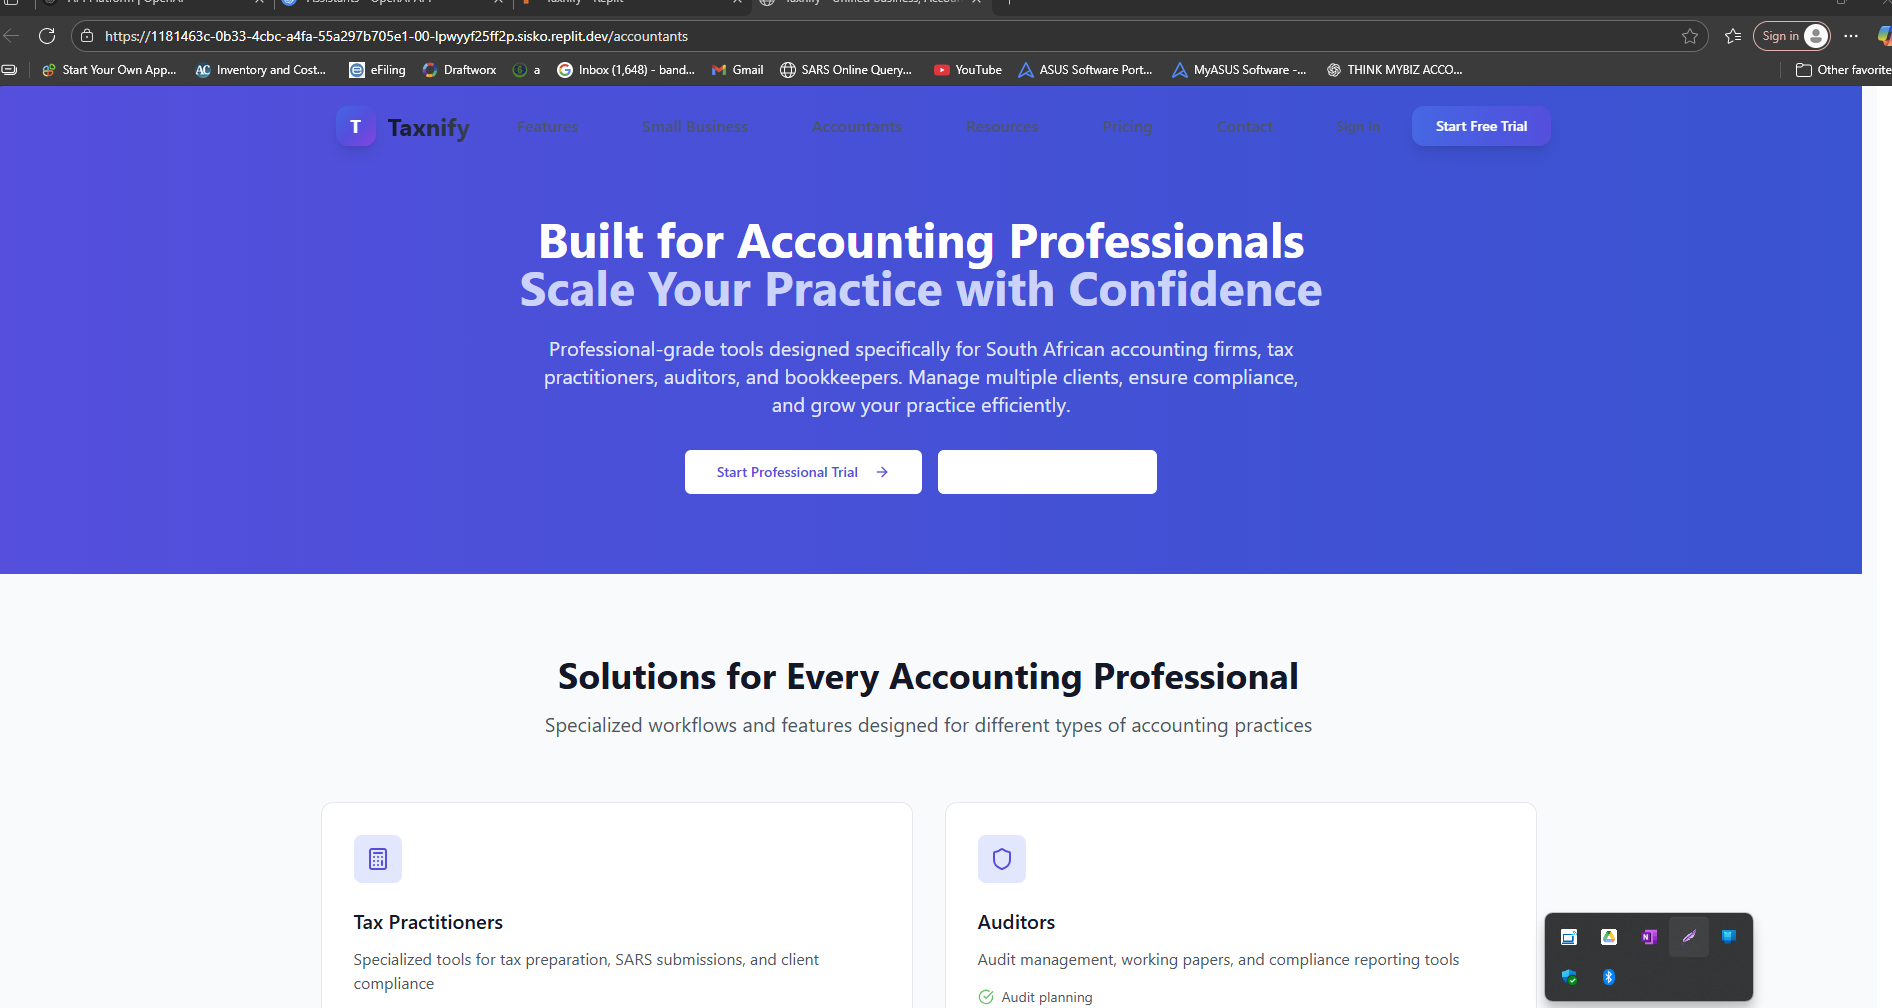 https://1181463c-0b33-4cbc-a4fa-55a297b705e1-00-lpwyyf25ff2p.sisko.replit.dev/accountants
Sign in
Start Your Own App...
AC Inventory and Cost...
eFiling
Draftworx
a
Inbox (1,648) - band...
Gmail
SARS Online Query...
YouTube
ASUS Software Port...
MyASUS Software -...
THINK MYBIZ ACCO...
Other favorite
T Taxnify
Features
Small Business
Accountants
Resources
Pricing
Contact
Sign In
Start Free Trial
Built for Accounting Professionals
Scale Your Practice with Confidence
Professional-grade tools designed specifically for South African accounting firms, tax
practitioners, auditors, and bookkeepers. Manage multiple clients, ensure compliance,
and grow your practice efficiently.
Start Professional Trial
Solutions for Every Accounting Professional
Specialized workflows and features designed for different types of accounting practices
Tax Practitioners
Specialized tools for tax preparation, SARS submissions, and client
compliance
Auditors
Audit management, working papers, and compliance reporting tools
Audit planning